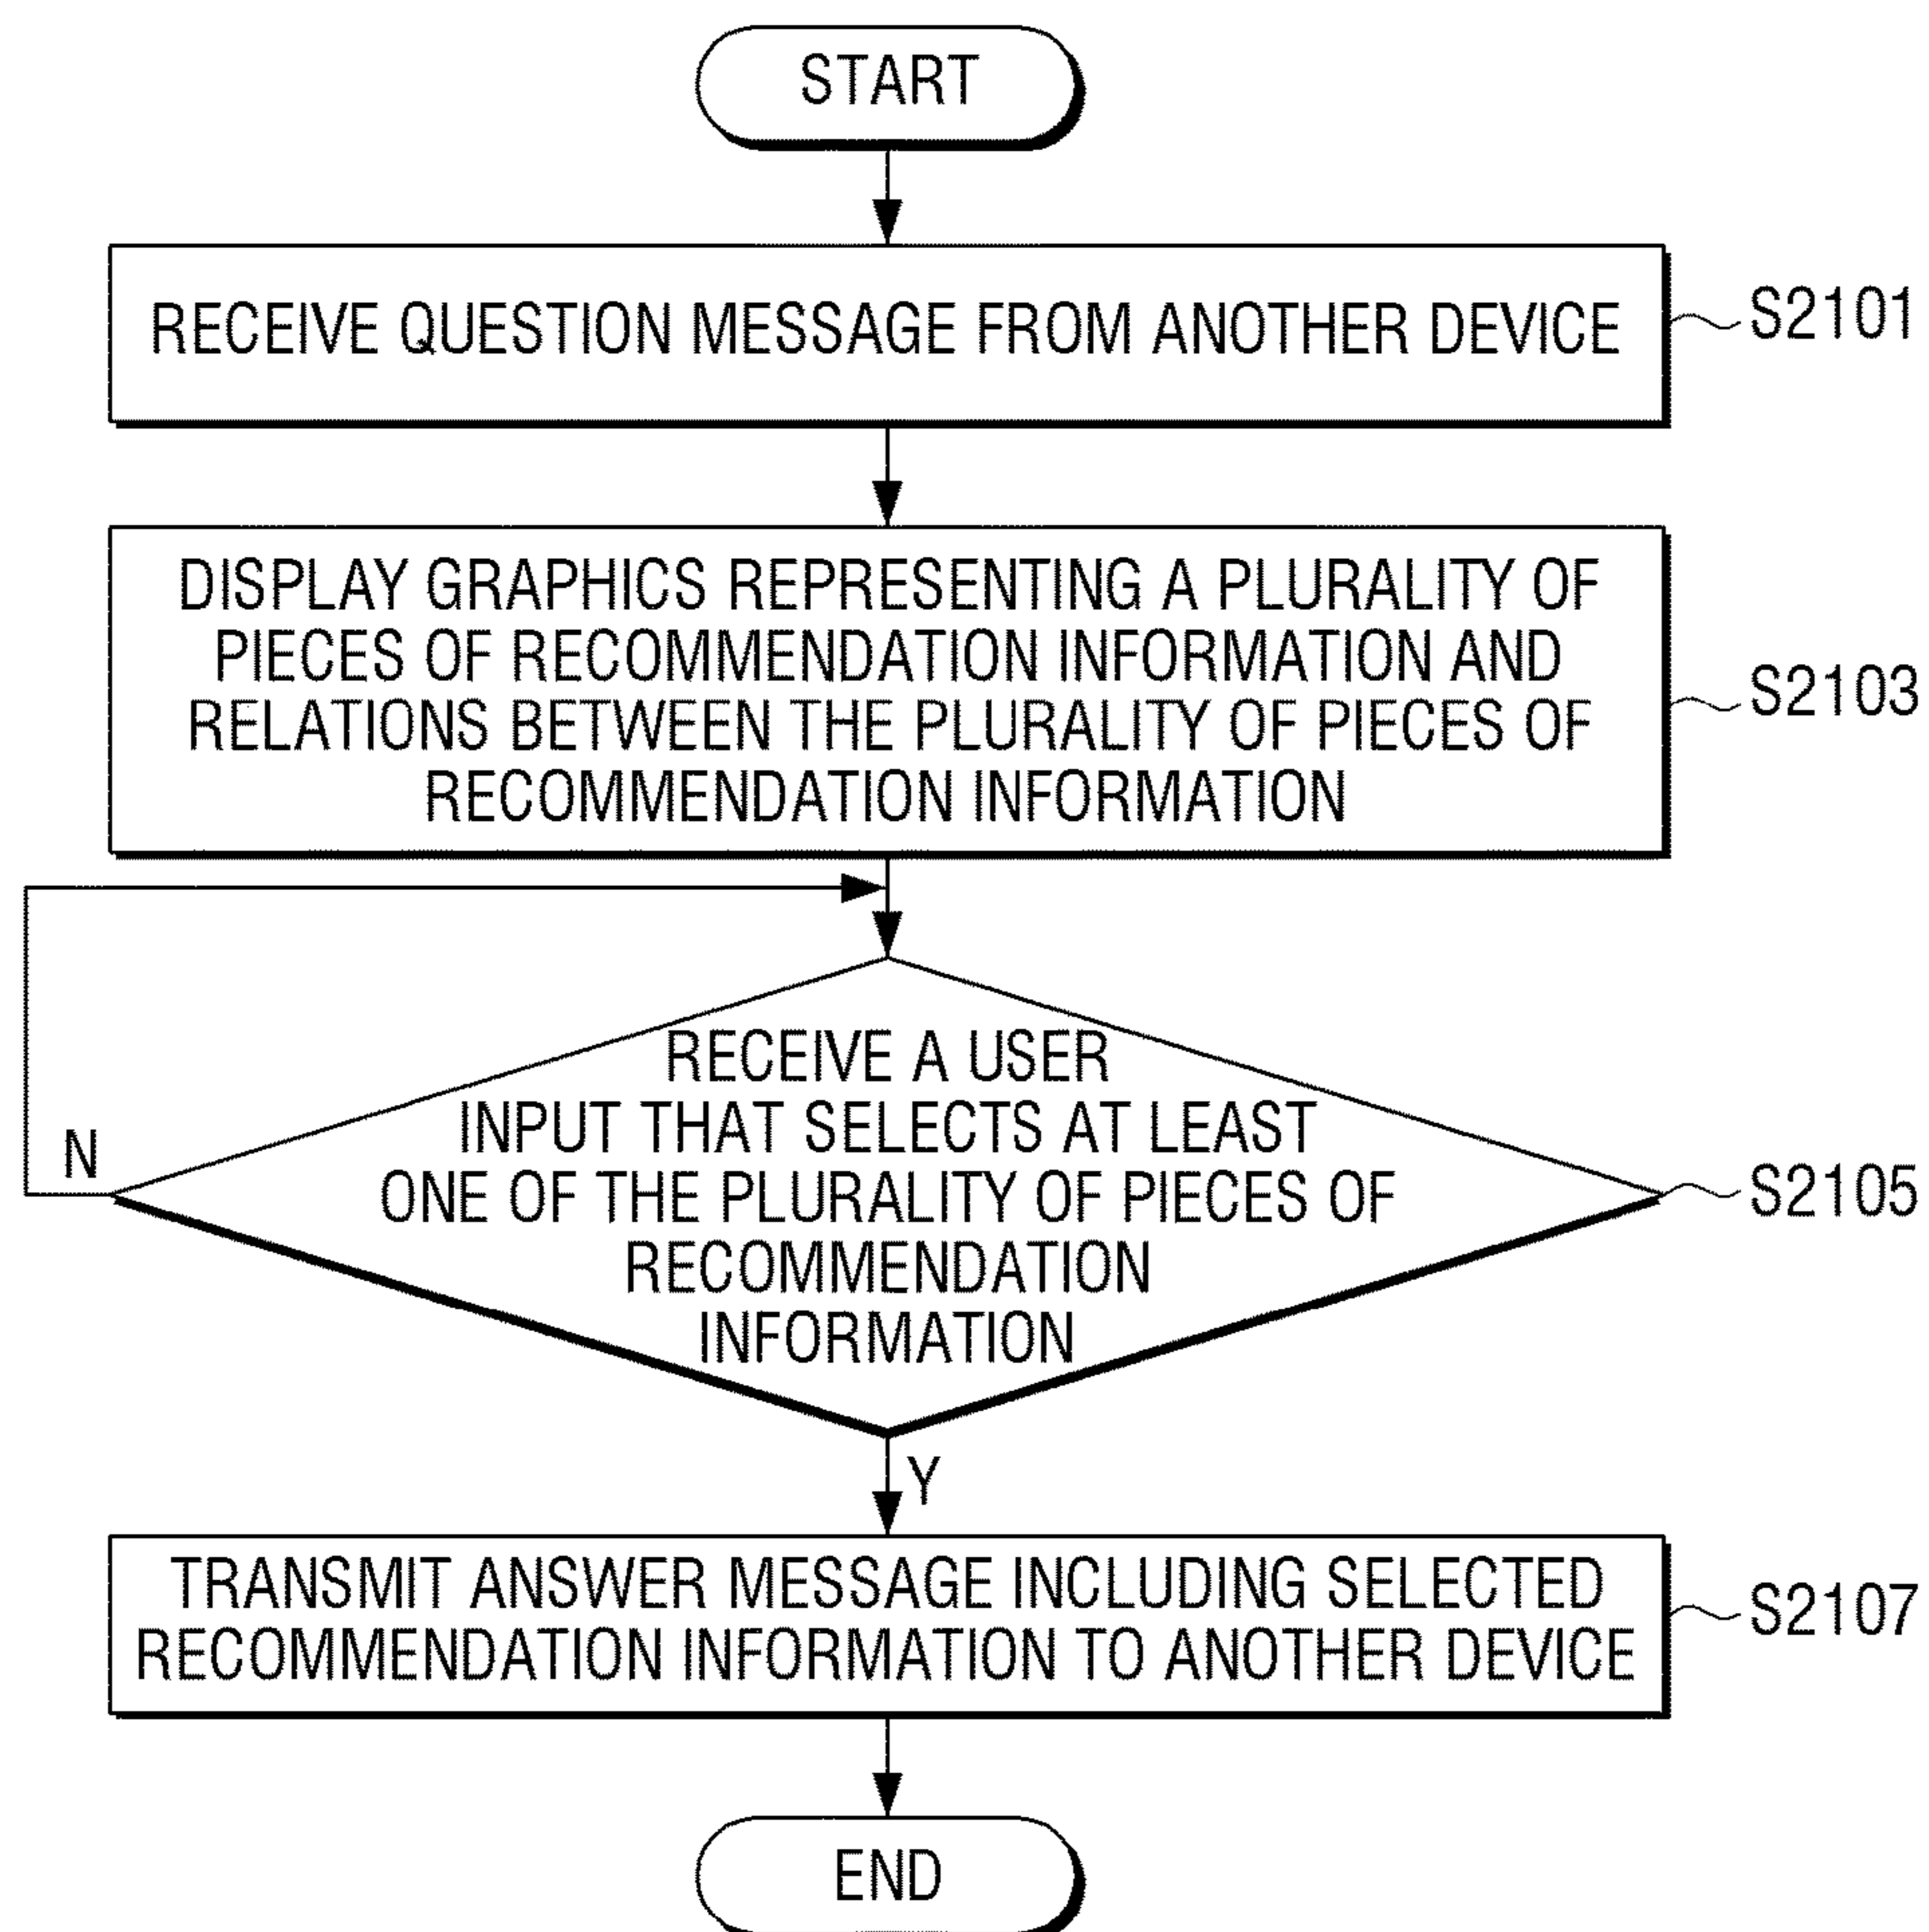 START
RECEIVE QUESTION MESSAGE FROM ANOTHER DEVICE
S2101
DISPLAY GRAPHICS REPRESENTING A PLURALITY OF
PIECES OF RECOMMENDATION INFORMATION AND
RELATIONS BETWEEN THE PLURALITY OF PIECES OF
RECOMMENDATION INFORMATION
S2103
RECEIVE A USER
INPUT THAT SELECTS AT LEAST
ONE OF THE PLURALITY OF PIECES OF
RECOMMENDATION
INFORMATION
N
S2105
Y
TRANSMIT ANSWER MESSAGE INCLUDING SELECTED
RECOMMENDATION INFORMATION TO ANOTHER DEVICE
S2107
END